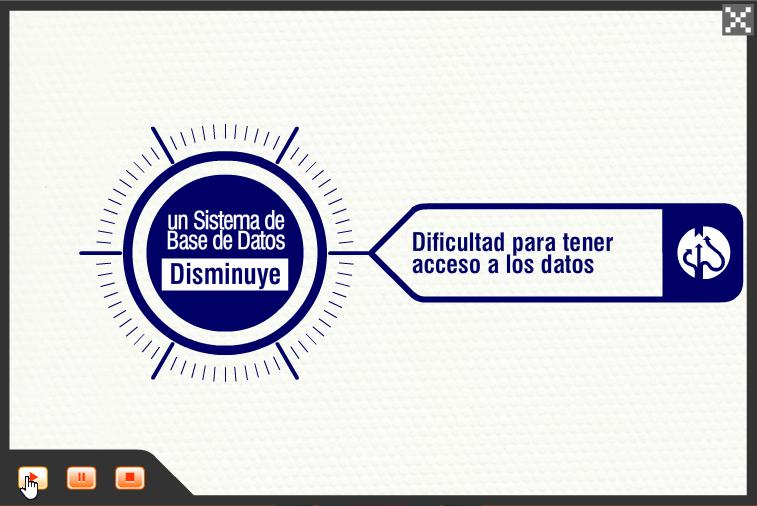 un Sistema de
Base de Datos
Disminuye
Dificultad para tener
acceso a los datos